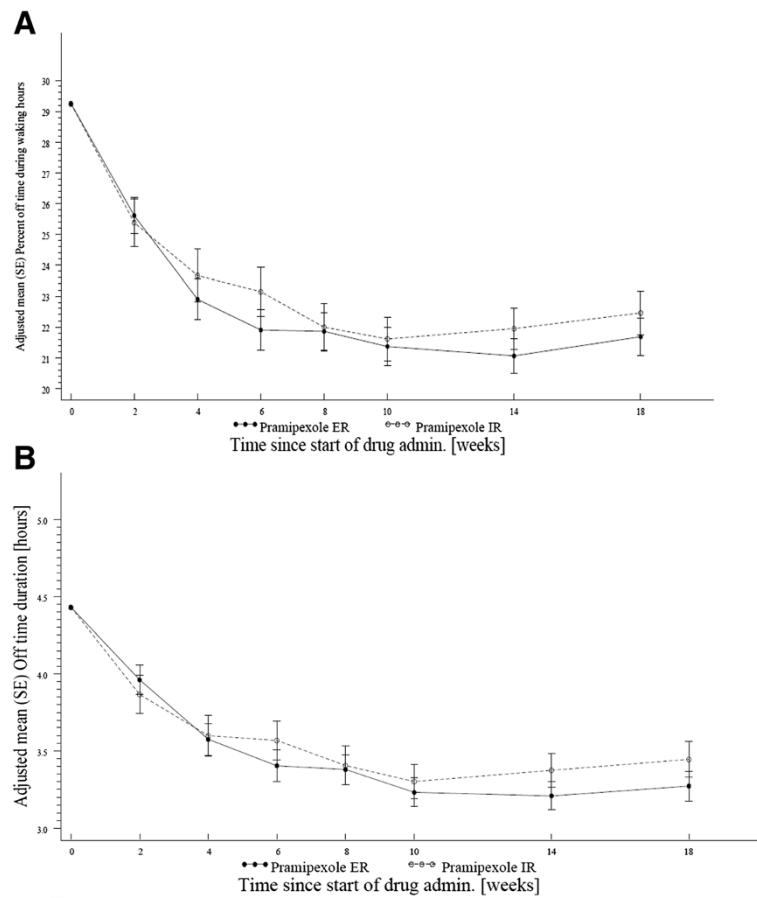 A
Adjusted mean (SE) Percent off time during waking hours
30
29
28
27
26
25
24
23
22
21
20
0 2 4 6 8 10 14 18
Pramipexole ER Pramipexole IR
Time since start of drug admin. [weeks]
B
Adjusted mean (SE) Off time duration [hours]
5.0
4.5
4.0
3.5
3.0
0 2 4 6 8 10 14 18
Pramipexole ER Pramipexole IR
Time since start of drug admin. [weeks]